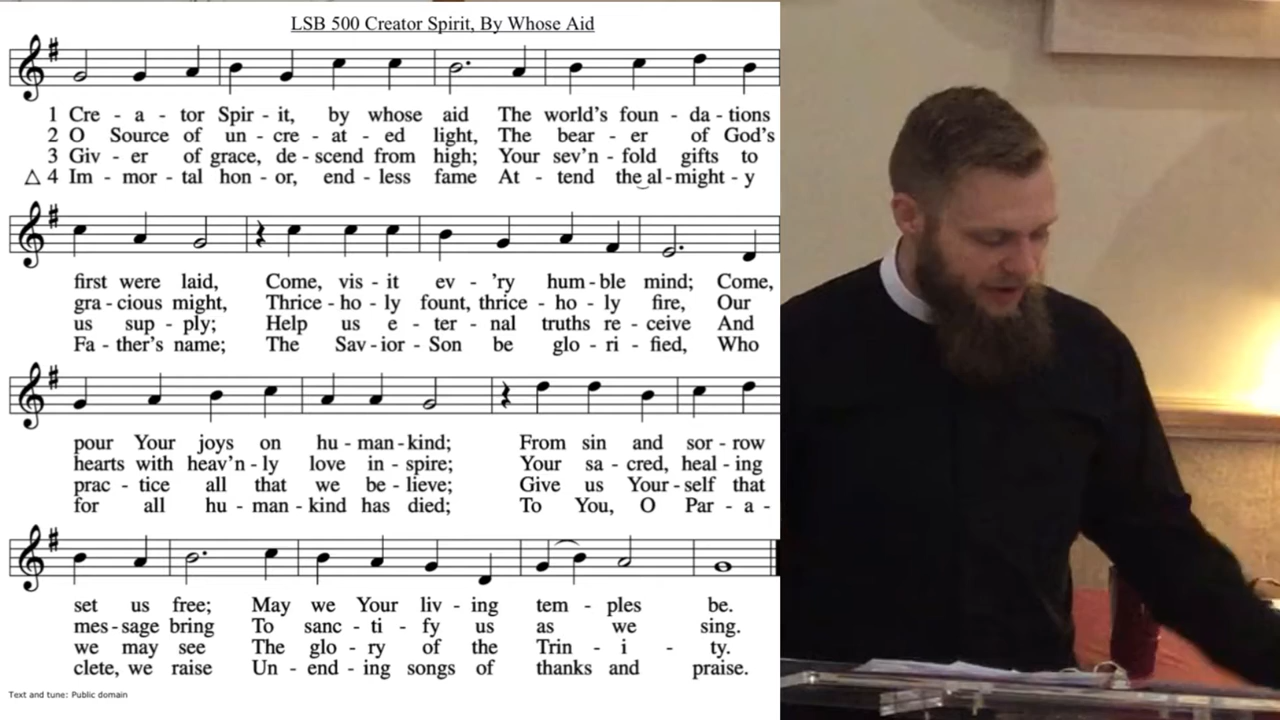 LSB 500 Creator Spirit, By Whose Aid
1 Cre - a - tor Spir - it, by whose aid The world's foun - da - tions
2 O Source of un - cre - at - ed light, The bear - er of God's
3 Giv - er of grace, de - scend from high; Your sev'n - fold gifts to
△ 4 Im - mor - tal hon - or, end - less fame At - tend the al - might - y
first were laid, Come, vis - it ev - 'ry hum - ble mind; Come,
gra - cious might, Thrice - ho - ly fount, thrice - ho - ly fire, Our
us sup - ply; Help us e - ter - nal truths re - ceive And
Fa - ther's name; The Sav - ior - Son be glo - ri - fied, Who
pour Your joys on hu - man - kind; From sin and sor - row
hearts with heav'n - ly love in - spire; Your sa - cred, heal - ing
prac - tice all that we be - lieve; Give us Your - self that
for all hu - man - kind has died; To You, O Par - a -
set us free; May we Your liv - ing tem - ples be.
mes - sage bring To sanc - ti - fy us as we sing.
we may see The glo - ry of the Trin - i - ty.
clete, we raise Un - end - ing songs of thanks and praise.
Text and tune: Public domain